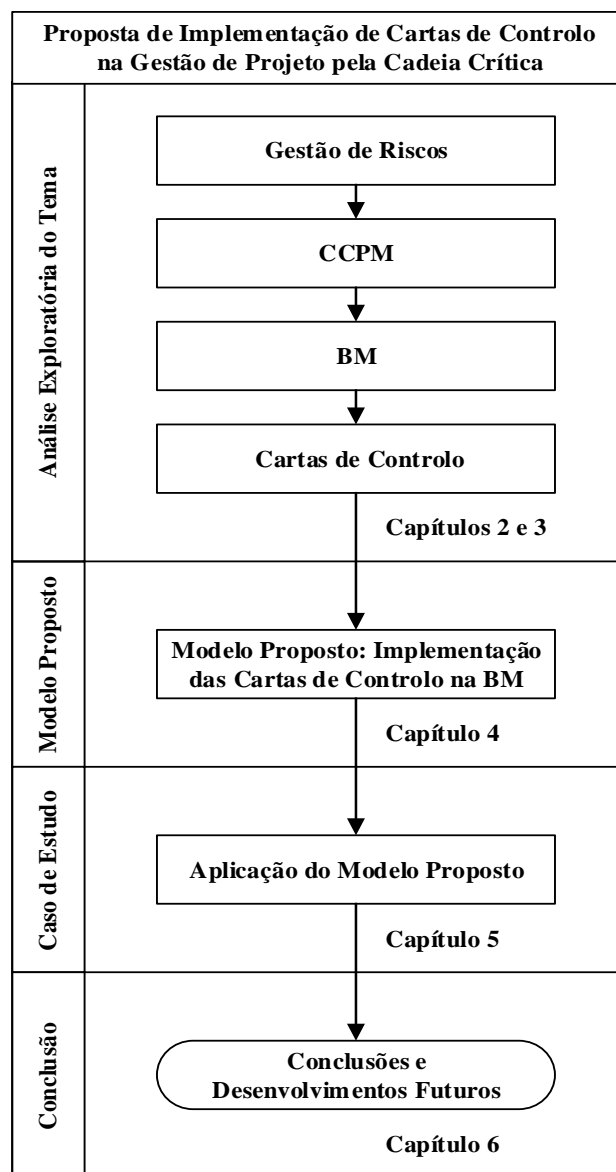 Proposta de Implementação de Cartas de Controlo
na Gestão de Projeto pela Cadeia Crítica
Análise Exploratória do Tema
Gestão de Riscos
CCPM
BM
Cartas de Controlo
Capítulos 2 e 3
Modelo Proposto
Modelo Proposto: Implementação
das Cartas de Controlo na BM
Capítulo 4
Caso de Estudo
Aplicação do Modelo Proposto
Capítulo 5
Conclusão
Conclusões e
Desenvolvimentos Futuros
Capítulo 6